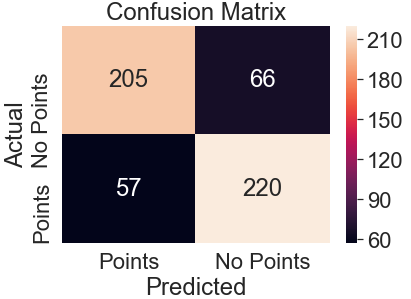 Confusion Matrix
Actual
No Points
Points
205
66
57
220
Points
No Points
Predicted
210
180
150
120
90
60